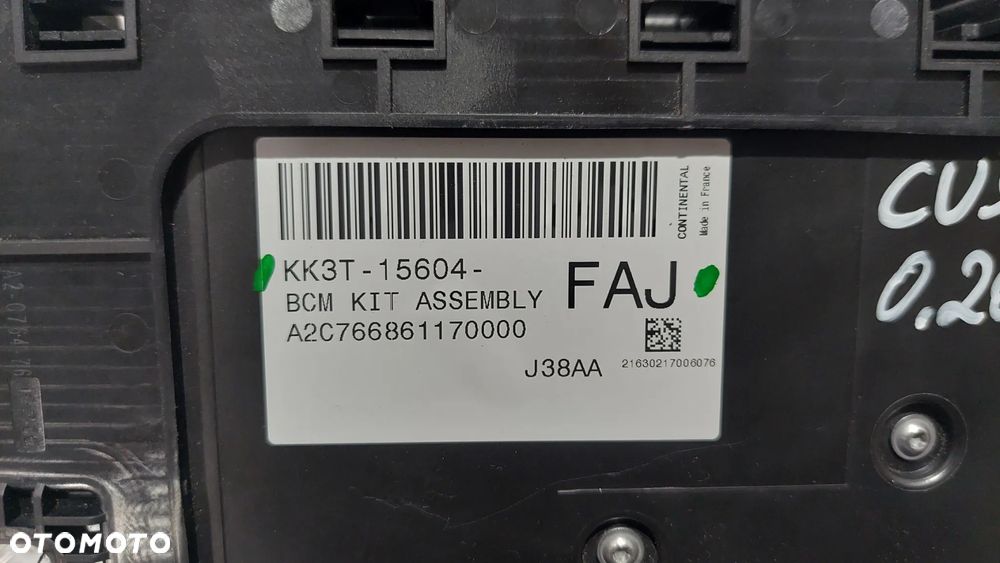 CONTINENTAL
Made in France
KK3T-15604-
FAJ
BCM KIT ASSEMBLY
A2C766861170000
J38AA
21630217006076
OTOMOTO